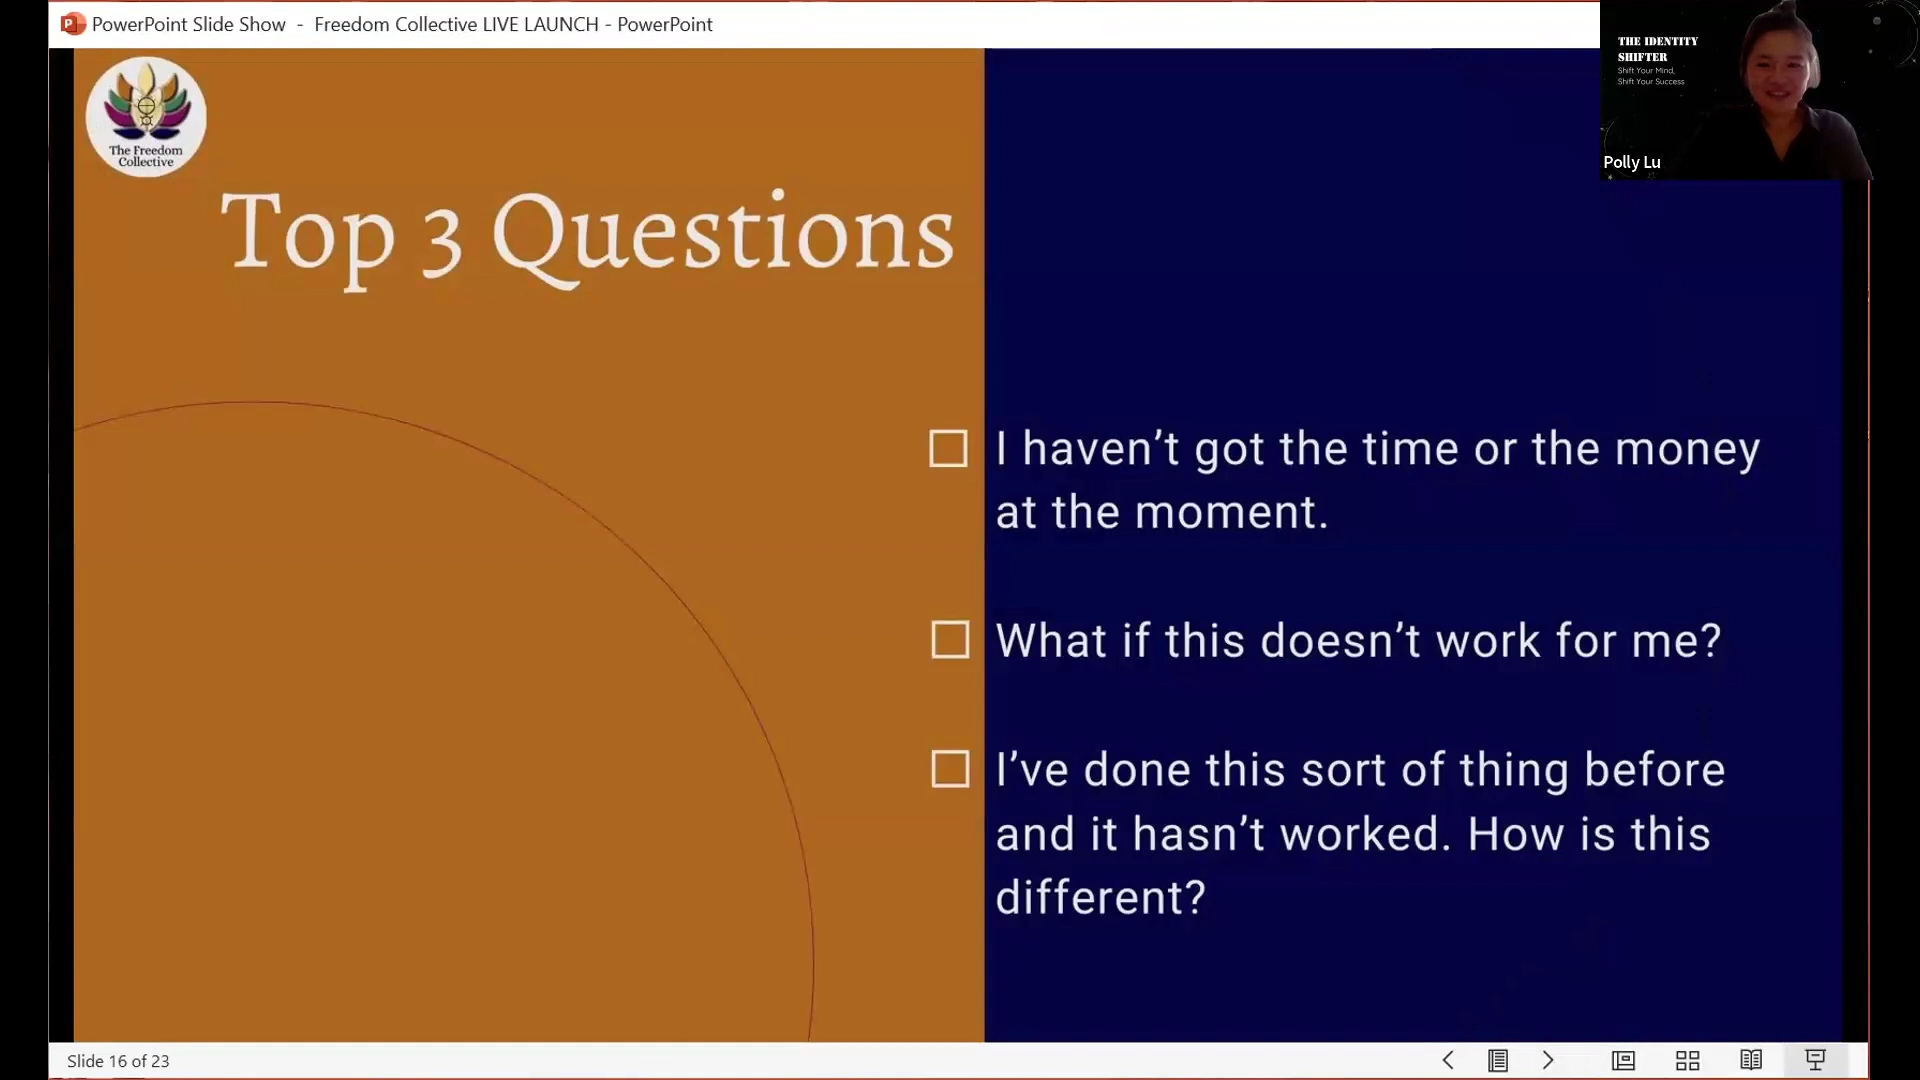 PowerPoint Slide Show - Freedom Collective LIVE LAUNCH - PowerPoint
THE IDENTITY
SHIFTER
Shift Your Mind,
Shift Your Success
Polly Lu
The Freedom
Collective
Top 3 Questions
I haven’t got the time or the money
at the moment.
What if this doesn’t work for me?
I’ve done this sort of thing before
and it hasn’t worked. How is this
different?
Slide 16 of 23